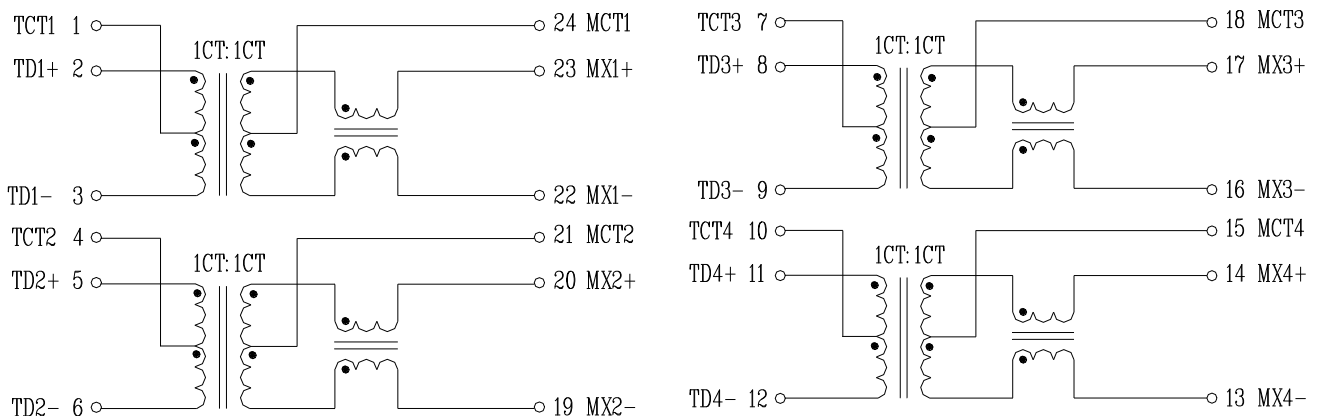 TCT1 1
24 MCT1
1CT:1CT
TD1+ 2
23 MX1+
TD1- 3
22 MX1-
TCT2 4
21 MCT2
1CT:1CT
TD2+ 5
20 MX2+
TD2- 6
19 MX2-
TCT3 7
18 MCT3
1CT:1CT
TD3+ 8
17 MX3+
TD3- 9
16 MX3-
TCT4 10
15 MCT4
1CT:1CT
TD4+ 11
14 MX4+
TD4- 12
13 MX4-